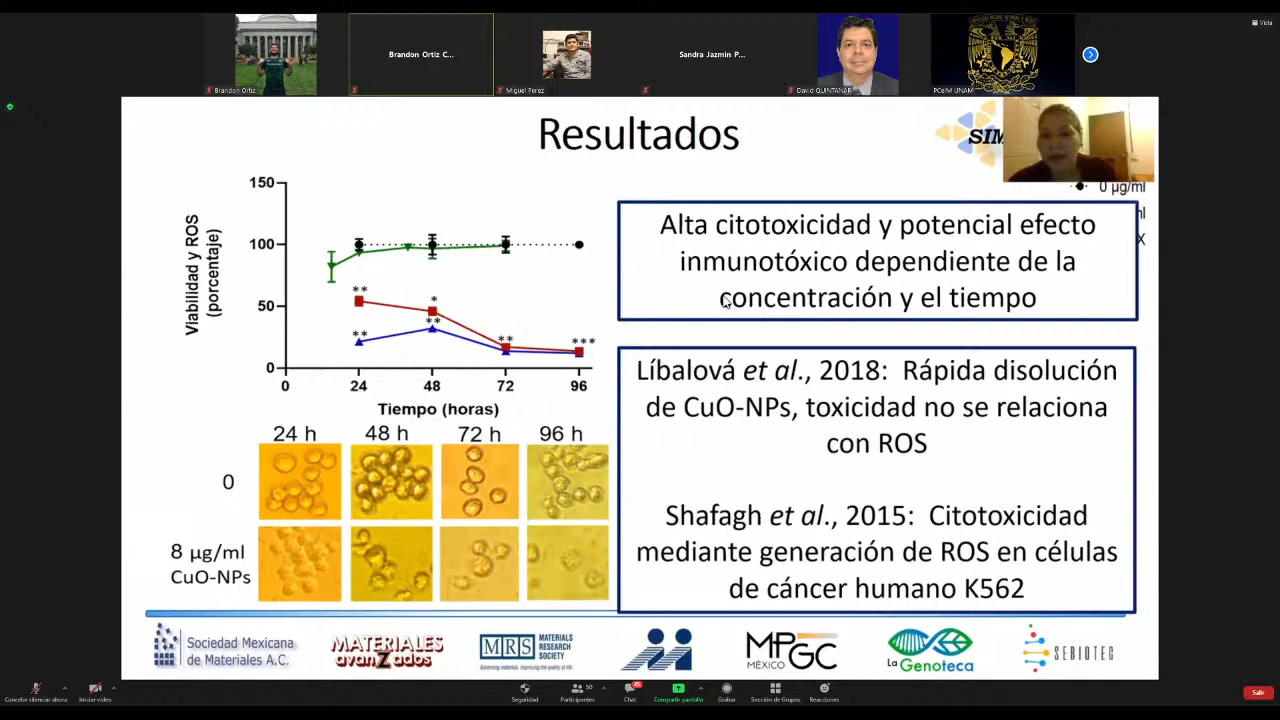 Vista
Brandon Ortiz C...
Sandra Jazmin P...
Brandon Ortiz
Miguel Perez
David QUINTANAR
PCeIM UNAM
Resultados
SIM
0 µg/ml
ml
X
150
100
50
0
Viabilidad y ROS
(porcentaje)
**
*
**
**
**
***
0
24
48
72
96
Tiempo (horas)
24 h
48 h
72 h
96 h
0
8 µg/ml
CuO-NPs
Alta citotoxicidad y potencial efecto
inmunotóxico dependiente de la
concentración y el tiempo
Líbalová et al., 2018: Rápida disolución
de CuO-NPs, toxicidad no se relaciona
con ROS
Shafagh et al., 2015: Citotoxicidad
mediante generación de ROS en células
de cáncer humano K562
Sociedad Mexicana
de Materiales A.C.
MATERIALES
avanZados
MRS
MATERIALS
RESEARCH
SOCIETY
Advancing materials. Improving the quality of life.
MPGC
MÉXICO
La
Genoteca
SERIOTEC
Cancelar silenciar ahora
Iniciar video
Seguridad
50
Participantes
45
Chat
Compartir pantalla
Grabar
Sección de Grupos
Reacciones
Salir